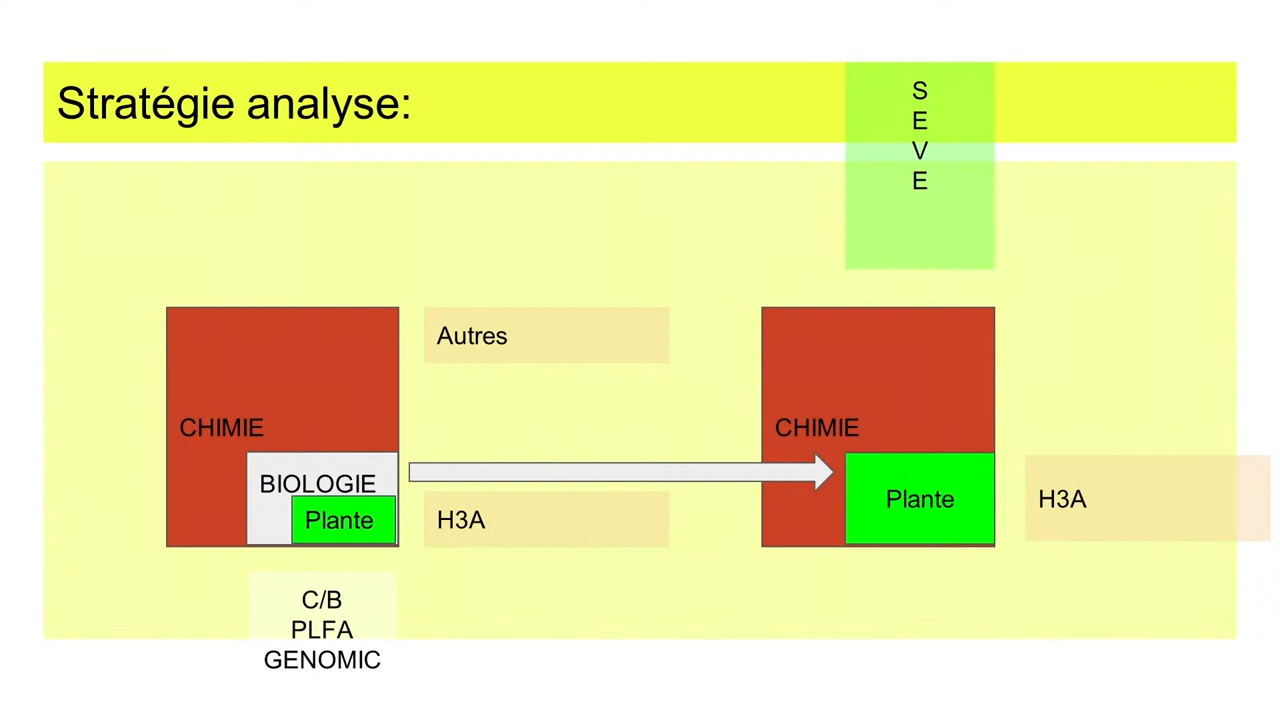 Stratégie analyse:
S
E
V
E
Autres
CHIMIE
CHIMIE
BIOLOGIE
Plante
H3A
Plante
H3A
C/B
PLFA
GENOMIC